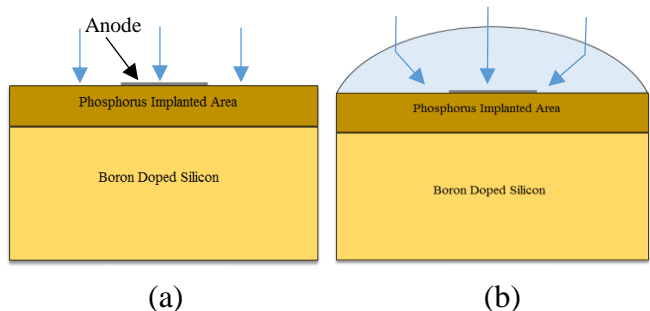 Anode
Phosphorus Implanted Area
Boron Doped Silicon
(a)
Phosphorus Implanted Area
Boron Doped Silicon
(b)